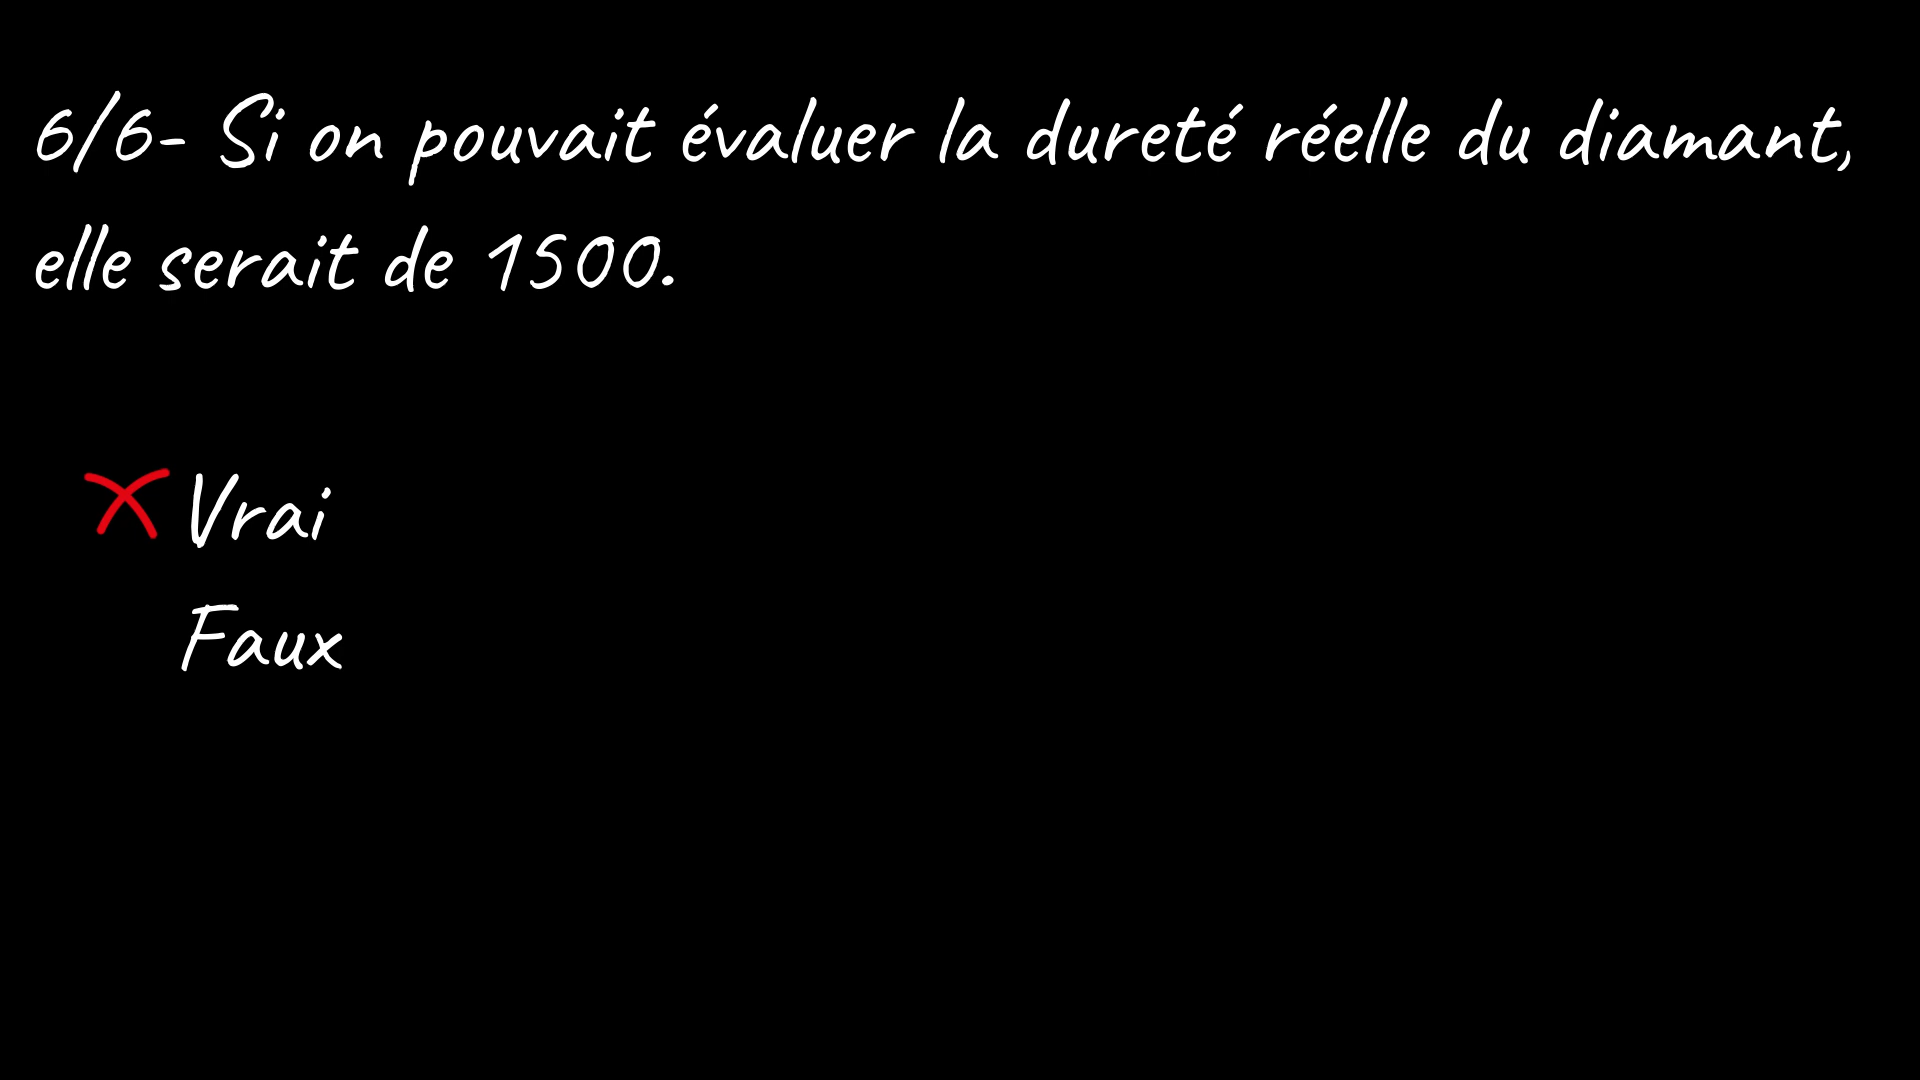 6/6- Si on pouvait évaluer la dureté réelle du diamant,
elle serait de 1500.
Vrai
Faux